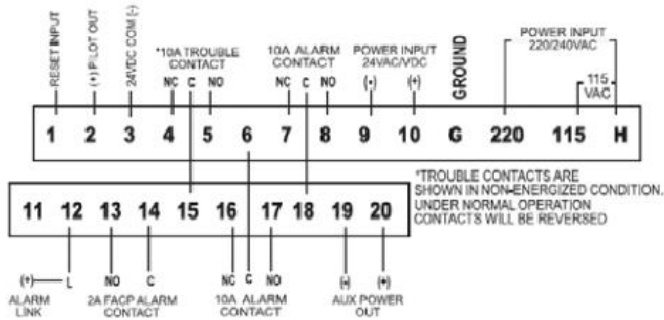 RESET INPUT
(+) PILOT OUT
24VDC COM (-)
*10A TROUBLE
CONTACT
NC C NO
10A ALARM
CONTACT
NC C NO
POWER INPUT
24VAC/VDC
(-) (+)
GROUND
POWER INPUT
220/240VAC
115
VAC
1 2 3 4 5 6 7 8 9 10 G 220 115 H
*TROUBLE CONTACTS ARE
SHOWN IN NON-ENERGIZED CONDITION.
UNDER NORMAL OPERATION
CONTACTS WILL BE REVERSED
11 12 13 14 15 16 17 18 19 20
(+) L
ALARM
LINK
NO C
2A FACP ALARM
CONTACT
NC C NO
10A ALARM
CONTACT
(-) (+)
AUX POWER
OUT